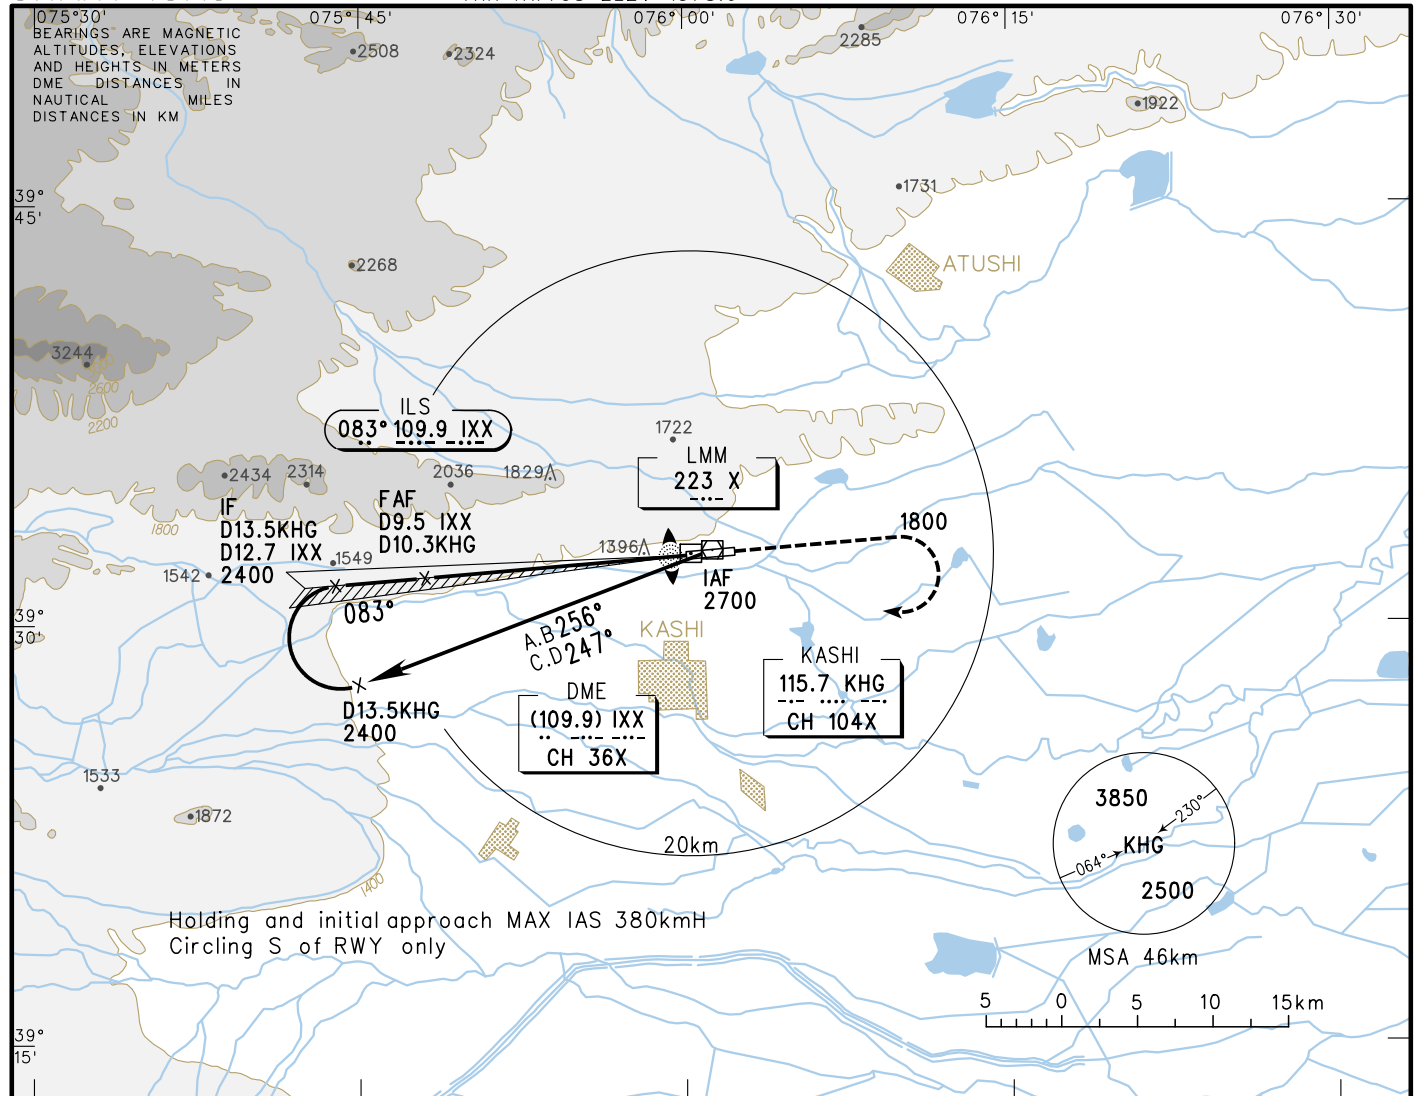 075°30'
075°45'
076°00'
076°15'
076°30'
BEARINGS ARE MAGNETIC
ALTITUDES, ELEVATIONS
AND HEIGHTS IN METERS
DME DISTANCES IN
NAUTICAL MILES
DISTANCES IN KM
2508
2324
2285
1922
39°
45'
1731
ATUSHI
2268
3244
2600
2200
ILS
083° 109.9 IXX
1722
LMM
223 X
2434
2314
2036
1829
1800
IF
D13.5KHG
D12.7 IXX
2400
FAF
D9.5 IXX
D10.3KHG
1549
1542
1396
1800
IAF
2700
083°
A.B 256°
C.D 247°
39°
30'
KASHI
KASHI
115.7 KHG
CH 104X
DME
(109.9) IXX
CH 36X
D13.5KHG
2400
1533
1872
1400
20km
3850
230°
KHG
064°
2500
MSA 46km
Holding and initial approach MAX IAS 380kmH
Circling S of RWY only
5 0 5 10 15km
39°
15'